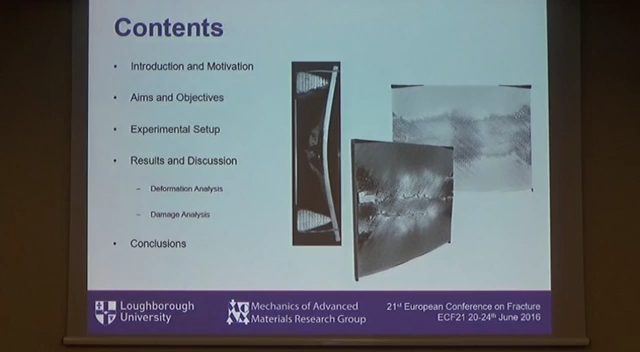 Contents
• Introduction and Motivation
• Aims and Objectives
• Experimental Setup
• Results and Discussion
– Deformation Analysis
– Damage Analysis
• Conclusions
Loughborough
University
Mechanics of Advanced
Materials Research Group
21st European Conference on Fracture
ECF21 20-24th June 2016